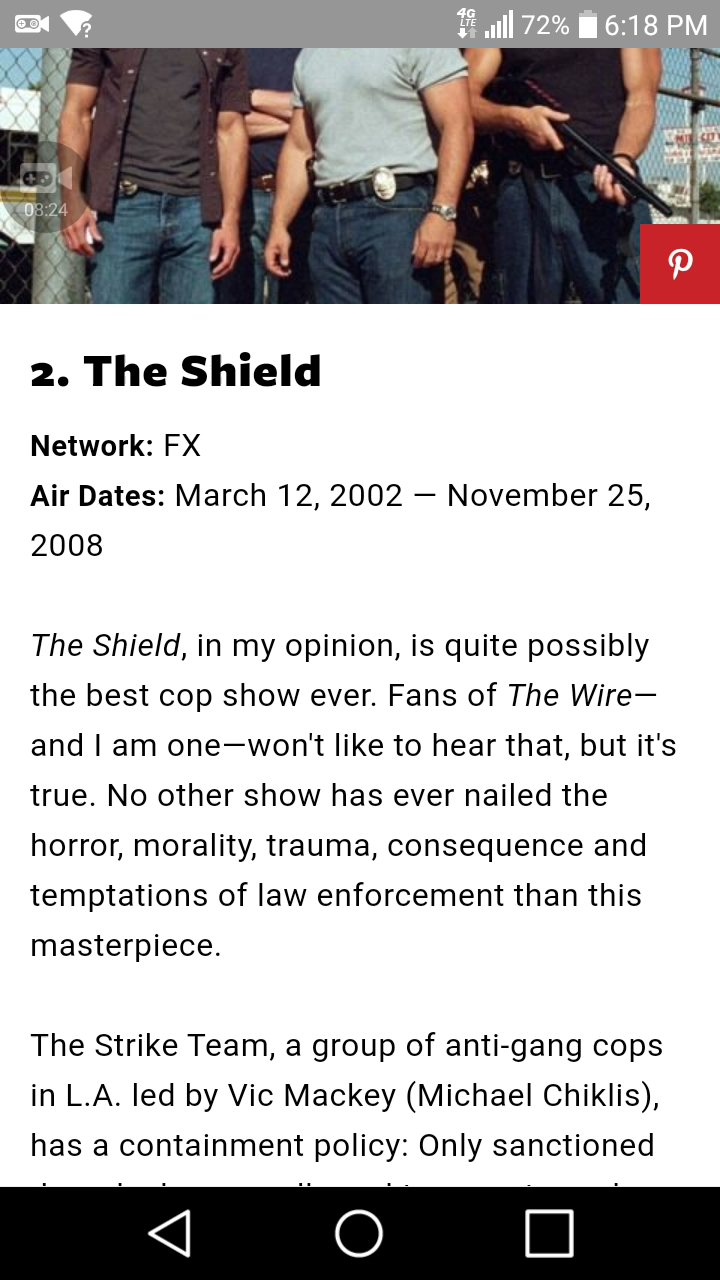 4G
LTE
72%
6:18 PM
08:24
2. The Shield
Network: FX
Air Dates: March 12, 2002 — November 25,
2008
The Shield, in my opinion, is quite possibly
the best cop show ever. Fans of The Wire—
and I am one—won't like to hear that, but it's
true. No other show has ever nailed the
horror, morality, trauma, consequence and
temptations of law enforcement than this
masterpiece.
The Strike Team, a group of anti-gang cops
in L.A. led by Vic Mackey (Michael Chiklis),
has a containment policy: Only sanctioned